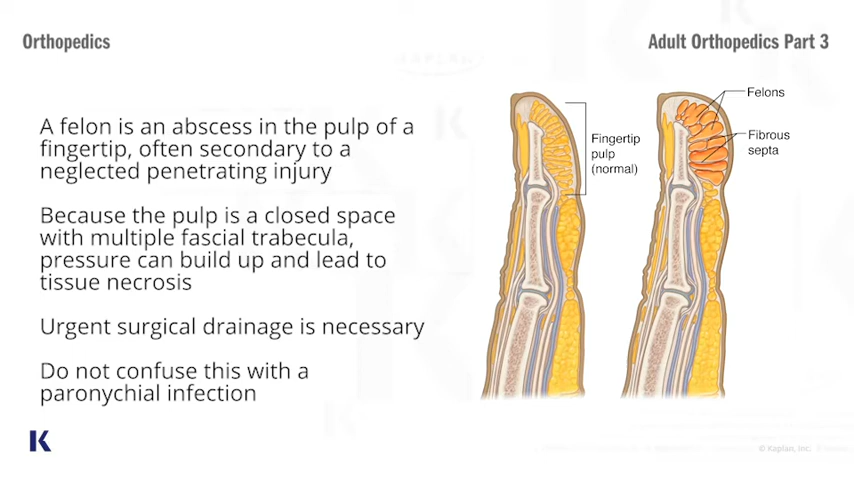 Orthopedics
Adult Orthopedics Part 3
A felon is an abscess in the pulp of a
fingertip, often secondary to a
neglected penetrating injury
Because the pulp is a closed space
with multiple fascial trabecula,
pressure can build up and lead to
tissue necrosis
Urgent surgical drainage is necessary
Do not confuse this with a
paronychial infection
Fingertip
pulp
(normal)
Felons
Fibrous
septa
K
© Kaplan, Inc.